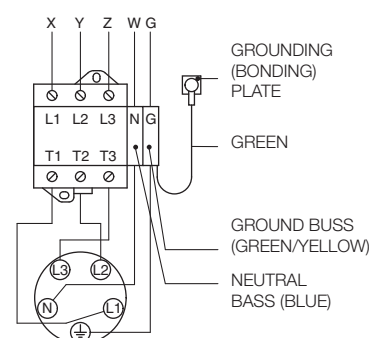 X Y Z W G
GROUNDING
(BONDING)
PLATE
L1 L2 L3 N G
GREEN
T1 T2 T3
GROUND BUSS
(GREEN/YELLOW)
L3 L2
NEUTRAL
BASS (BLUE)
N L1